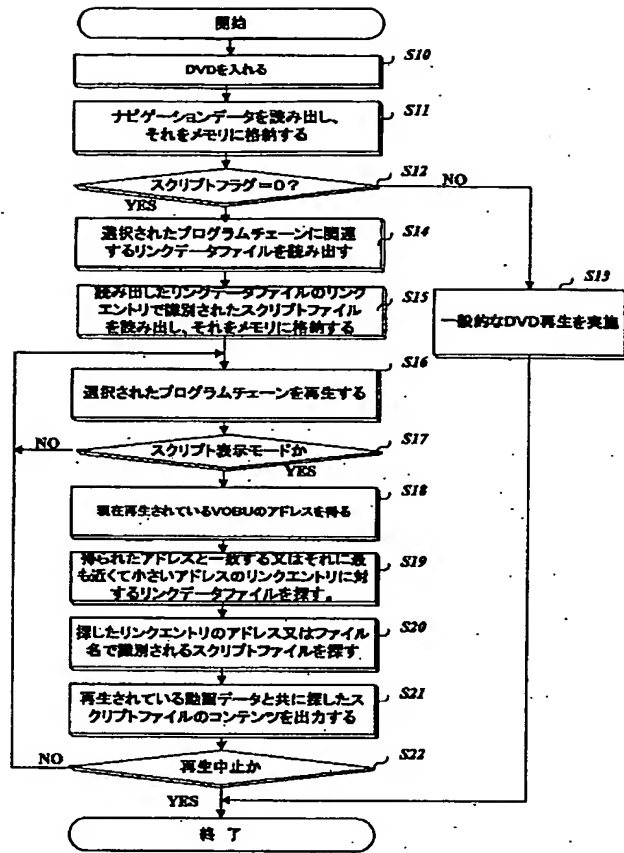 開始
DVDを入れる
S10
ナビゲーションデータを読み出し、
それをメモリに格納する
S11
スクリプトフラグ=0?
S12
YES
NO
選択されたプログラムチェーンに関連
するリンクデータファイルを読み出す
S14
S13
一般的なDVD再生を実施
読み出したリンクデータファイルのリンク
エントリで識別されたスクリプトファイル
を読み出し、それをメモリに格納する
S15
選択されたプログラムチェーンを再生する
S16
スクリプト表示モードか
S17
NO
YES
現在再生されているVOBUのアドレスを得る
S18
得られたアドレスと一致する又はそれに最
も近くて小さいアドレスのリンクエントリに対
するリンクデータファイルを探す。
S19
探したリンクエントリのアドレス又はファイル
名で識別されるスクリプトファイルを探す
S20
再生されている動画データと共に探したス
クリプトファイルのコンテンツを出力する
S21
再生中止か
S22
NO
YES
終了